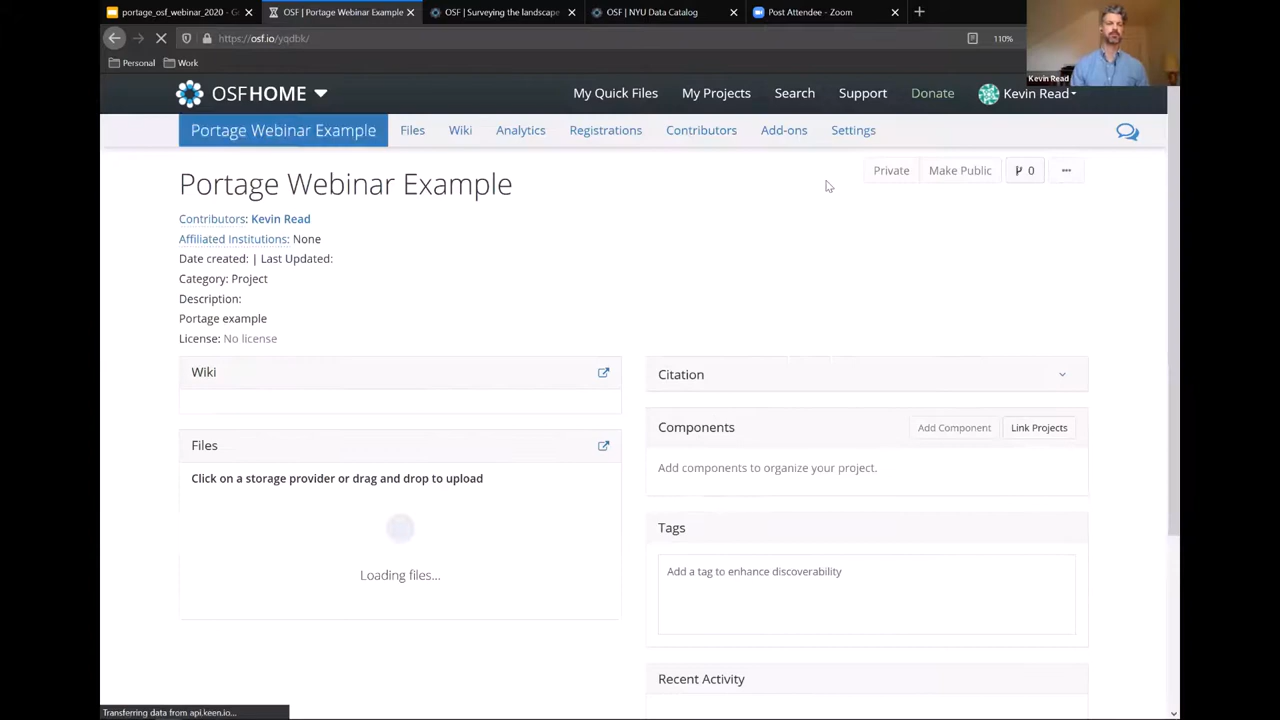 portage_osf_webinar_2020 - G
OSF | Portage Webinar Example
OSF | Surveying the landscape
OSF | NYU Data Catalog
Post Attendee - Zoom
https://osf.io/yqdbk/
110%
Personal
Work
Kevin Read
OSFHOME
My Quick Files
My Projects
Search
Support
Donate
Kevin Read
Portage Webinar Example
Files
Wiki
Analytics
Registrations
Contributors
Add-ons
Settings
Portage Webinar Example
Private
Make Public
0
Contributors: Kevin Read
Affiliated Institutions: None
Date created: | Last Updated:
Category: Project
Description:
Portage example
License: No license
Wiki
Files
Click on a storage provider or drag and drop to upload
Loading files...
Citation
Components
Add Component
Link Projects
Add components to organize your project.
Tags
Add a tag to enhance discoverability
Recent Activity
Transferring data from api.keen.io...